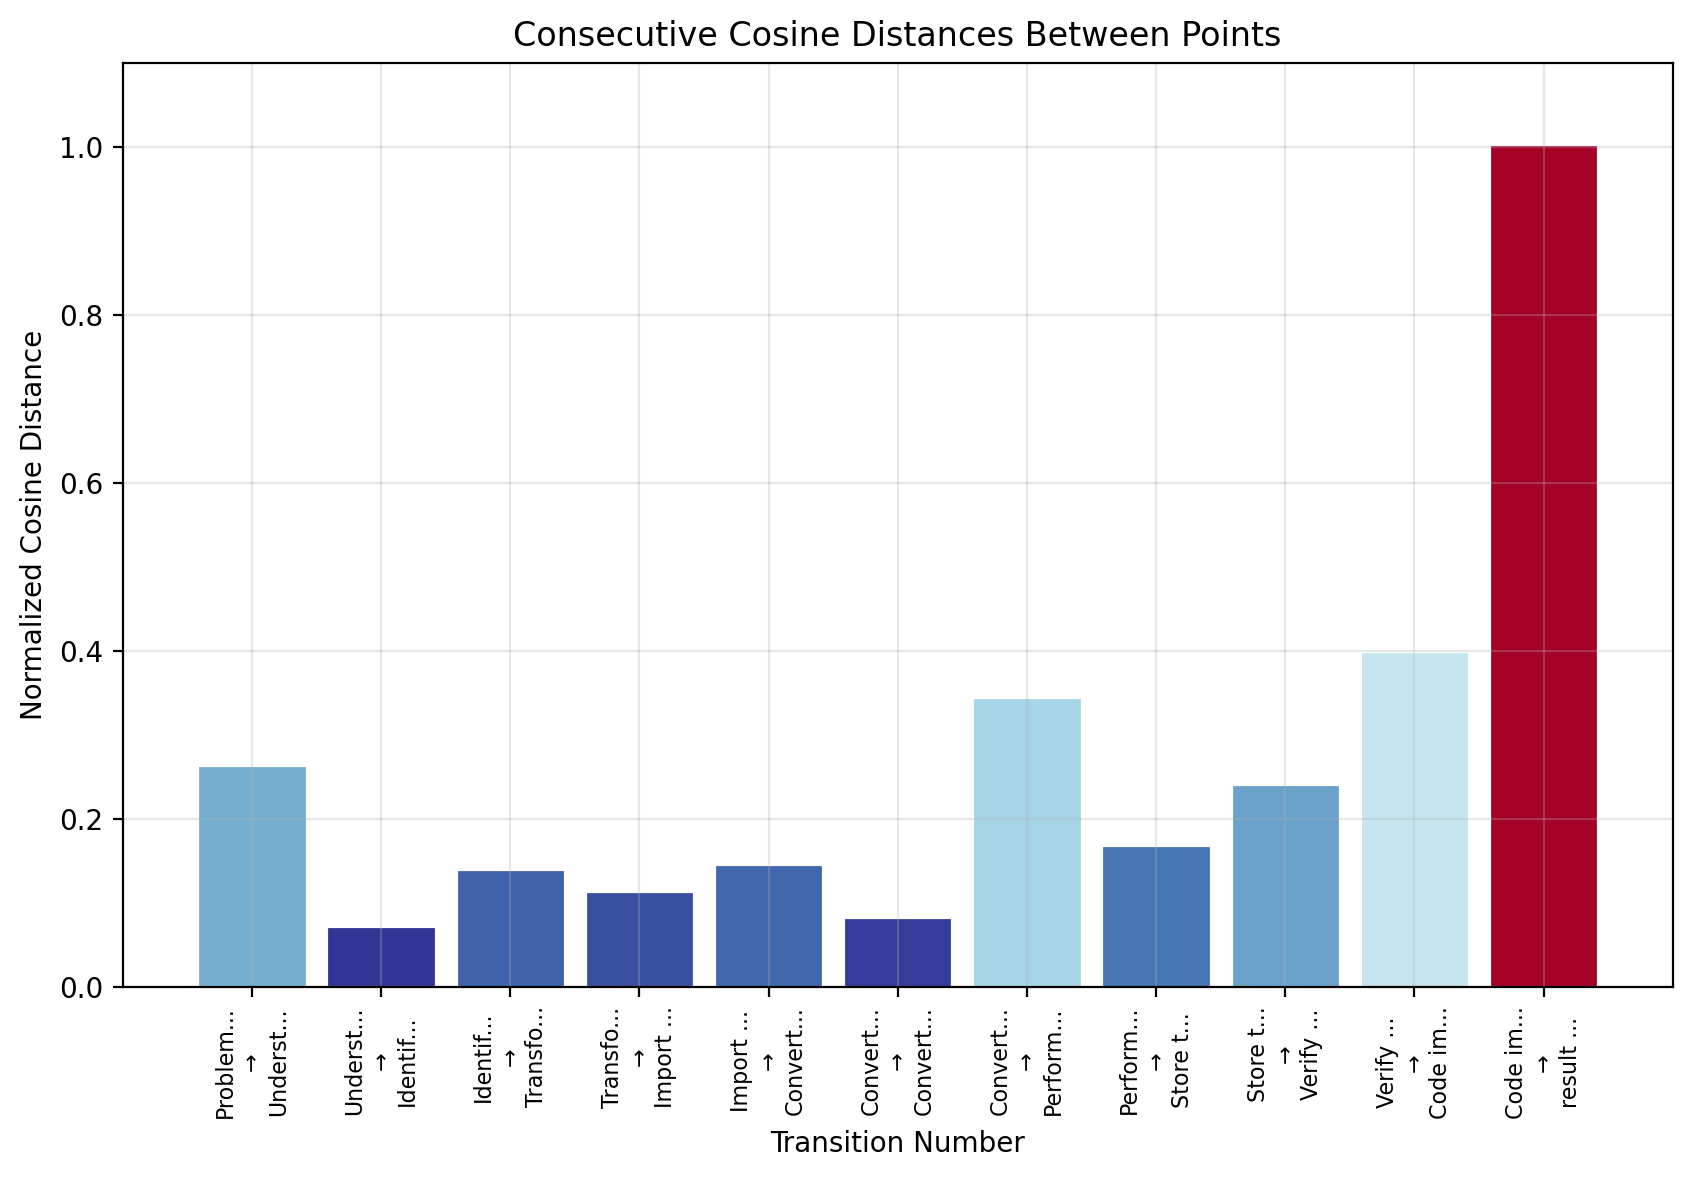 Consecutive Cosine Distances Between Points
Normalized Cosine Distance
1.0
0.8
0.6
0.4
0.2
0.0
Problem...
→
Underst...
Underst...
→
Identif...
Identif...
→
Transfo...
Transfo...
→
Import ...
Import ...
→
Convert...
Convert...
→
Convert...
Convert...
→
Perform...
Perform...
→
Store t...
Store t...
→
Verify ...
Verify ...
→
Code im...
Code im...
→
result ...
Transition Number